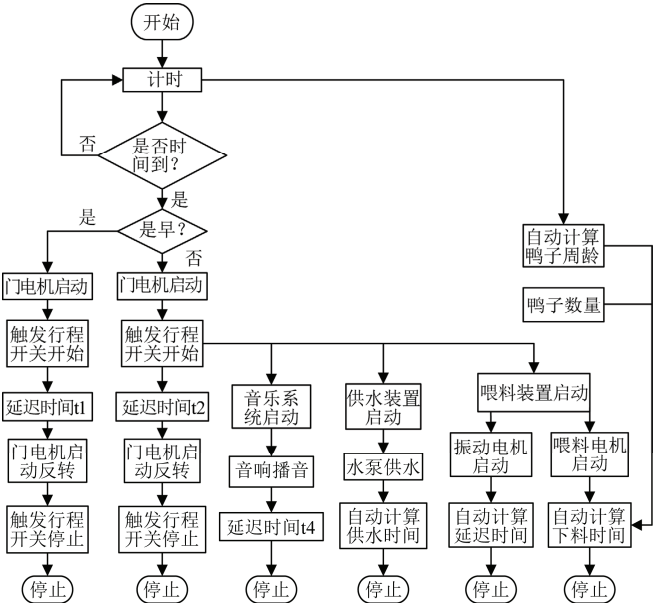 开始
计时
否
是否时
间到？
是
是
是早？
否
自动计算
鸭子周龄
门电机启动
门电机启动
鸭子数量
触发行程
开关开始
触发行程
开关开始
延迟时间t1
延迟时间t2
音乐系
统启动
供水装置
启动
喂料装置启动
门电机启
动反转
门电机启
动反转
音响播音
水泵供水
振动电机
启动
喂料电机
启动
触发行程
开关停止
触发行程
开关停止
延迟时间t4
自动计算
供水时间
自动计算
延迟时间
自动计算
下料时间
停止
停止
停止
停止
停止
停止